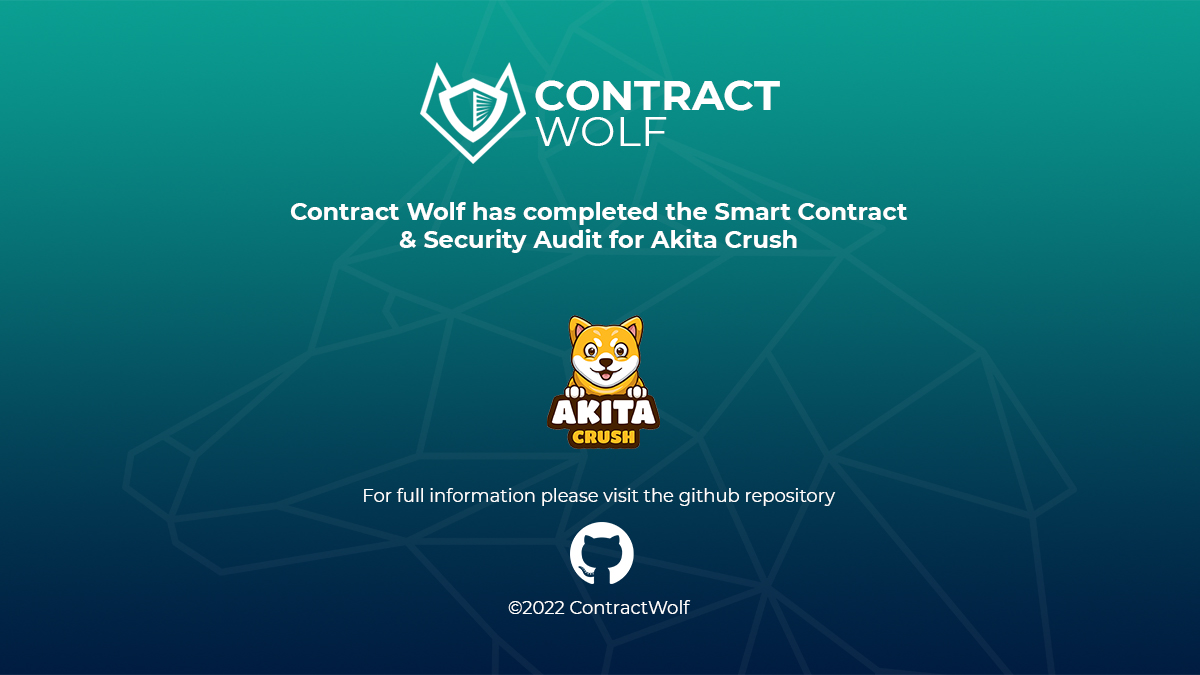 CONTRACT
WOLF
Contract Wolf has completed the Smart Contract
& Security Audit for Akita Crush
AKITA
CRUSH
For full information please visit the github repository
©2022 ContractWolf